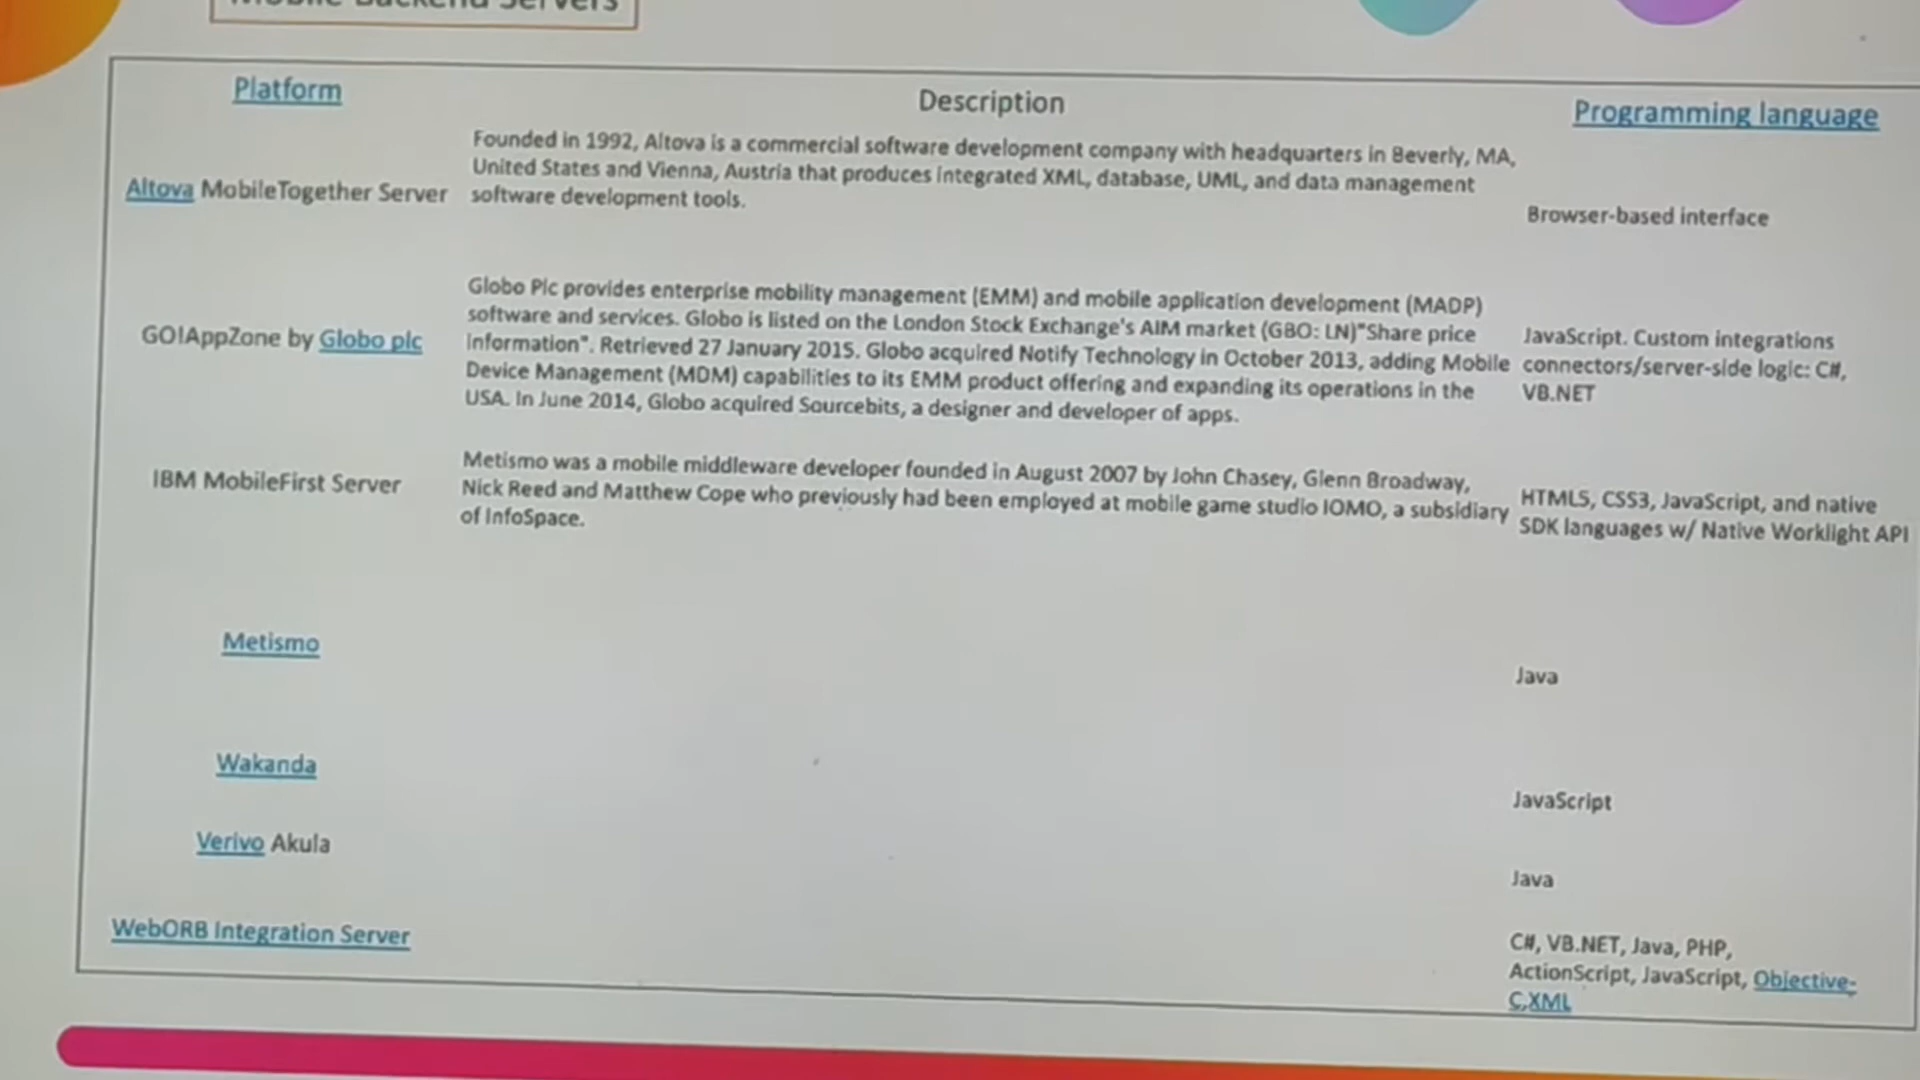 Mobile Backend Servers
Platform
Description
Programming language
Altova MobileTogether Server
Founded in 1992, Altova is a commercial software development company with headquarters in Beverly, MA,
United States and Vienna, Austria that produces integrated XML, database, UML, and data management
software development tools.
Browser-based interface
GO!AppZone by Globo plc
Globo Plc provides enterprise mobility management (EMM) and mobile application development (MADP)
software and services. Globo is listed on the London Stock Exchange's AIM market (GBO: LN)"Share price
information". Retrieved 27 January 2015. Globo acquired Notify Technology in October 2013, adding Mobile
Device Management (MDM) capabilities to its EMM product offering and expanding its operations in the
USA. In June 2014, Globo acquired Sourcebits, a designer and developer of apps.
JavaScript. Custom integrations
connectors/server-side logic: C#,
VB.NET
IBM MobileFirst Server
Metismo was a mobile middleware developer founded in August 2007 by John Chasey, Glenn Broadway,
Nick Reed and Matthew Cope who previously had been employed at mobile game studio IOMO, a subsidiary
of InfoSpace.
HTML5, CSS3, JavaScript, and native
SDK languages w/ Native Worklight API
Metismo
Java
Wakanda
JavaScript
Verivo Akula
Java
WebORB Integration Server
C#, VB.NET, Java, PHP,
ActionScript, JavaScript, Objective-
C,XML